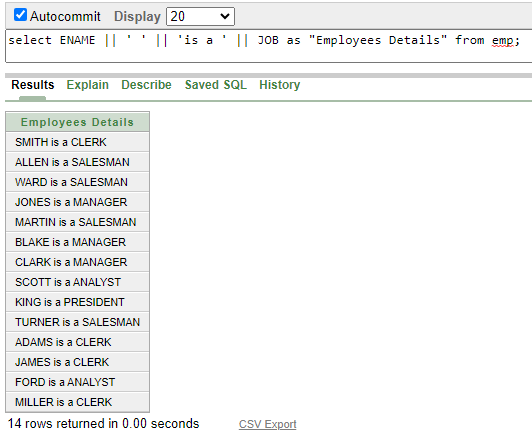 Autocommit Display 20
select ENAME || ' ' || 'is a ' || JOB as "Employees Details" from emp;
Results Explain Describe Saved SQL History
Employees Details
SMITH is a CLERK
ALLEN is a SALESMAN
WARD is a SALESMAN
JONES is a MANAGER
MARTIN is a SALESMAN
BLAKE is a MANAGER
CLARK is a MANAGER
SCOTT is a ANALYST
KING is a PRESIDENT
TURNER is a SALESMAN
ADAMS is a CLERK
JAMES is a CLERK
FORD is a ANALYST
MILLER is a CLERK
14 rows returned in 0.00 seconds CSV Export